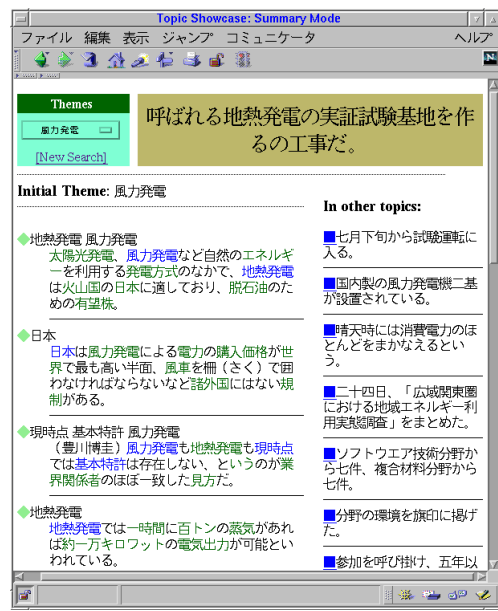 Topic Showcase: Summary Mode
ファイル 編集 表示 ジャンプ コミュニケータ ヘルプ
Themes
風力発電
[New Search]
呼ばれる地熱発電の実証試験基地を作
るの工事だ。
Initial Theme: 風力発電
◆地熱発電 風力発電
太陽光発電、風力発電など自然のエネルギ
ーを利用する発電方式のなかで、地熱発電
は火山国の日本に適しており、脱石油のた
めの有望株。
◆日本
日本は風力発電による電力の購入価格が世
界で最も高い半面、風車を柵（さく）で囲
わなければならないなど諸外国にはない規
制がある。
◆現時点 基本特許 風力発電
（豊川博圭）風力発電も地熱発電も現時点
では基本特許は存在しない、というのが業
界関係者のほぼ一致した見方だ。
◆地熱発電
地熱発電では一時間に百トンの蒸気があれ
ば約一万キロワットの電気出力が可能とい
われている。
In other topics:
■七月下旬から試験運転に
入る。
■国内製の風力発電機二基
が設置されている。
■晴天時には消費電力のほ
とんどをまかなえるとい
う。
■二十四日、「広域関東圏
における地域エネルギー利
用実態調査」をまとめた。
■ソフトウエア技術分野か
ら七件、複合材料分野から
七件。
■分野の環境を旗印に掲げ
た。
■参加を呼び掛け、五年以